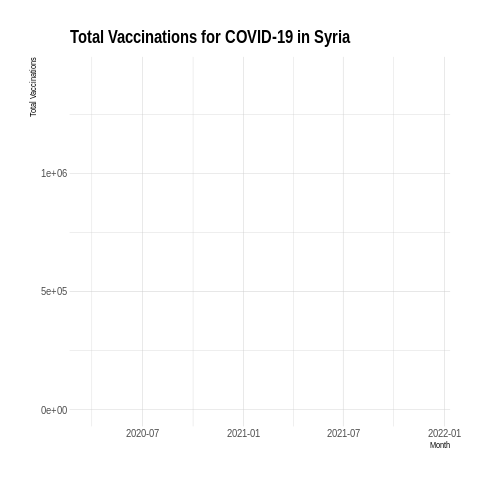 Total Vaccinations for COVID-19 in Syria
Total Vaccinations
1e+06
5e+05
0e+00
2020-07 2021-01 2021-07 2022-01
Month